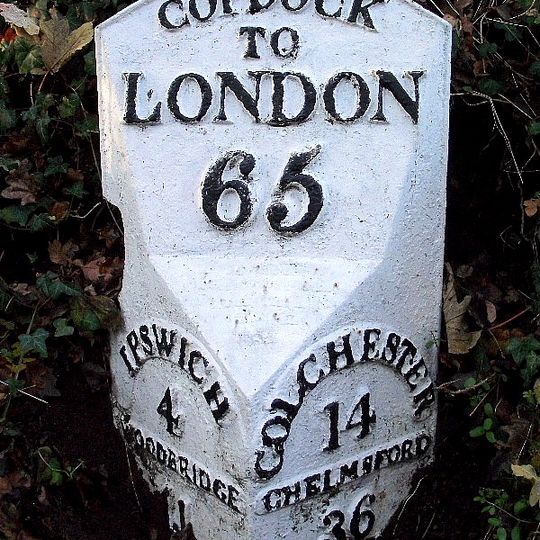 COPDOCK
TO
LONDON
65
IPSWICH
4
WOODBRIDGE
COLCHESTER
14
CHELMSFORD
36